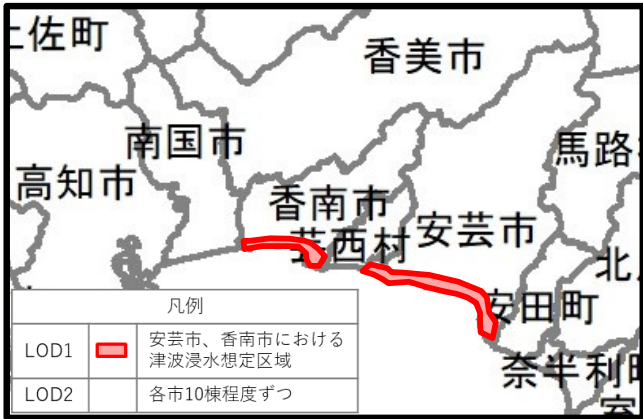 土佐町
香美市
南国市
馬路
高知市
香南市
芸西村
安芸市
北
安田町
奈半利町
室
凡例
LOD1 安芸市、香南市における
津波浸水想定区域
LOD2 各市10棟程度ずつ